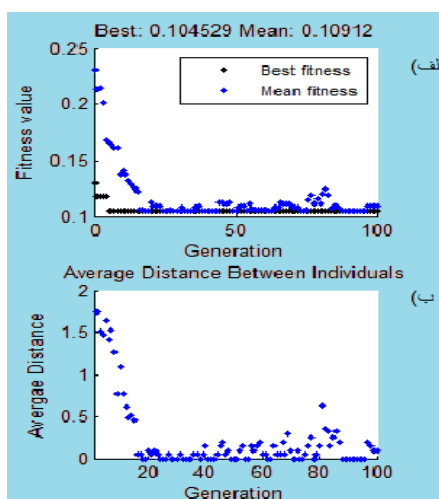 Best: 0.104529 Mean: 0.10912
0.25
0.2
0.15
0.1
Fitness value
Best fitness
Mean fitness
0
50
100
Generation
الف)
Average Distance Between Individuals
2
1.5
1
0.5
0
Avergae Distance
20
40
60
80
100
Generation
ب)